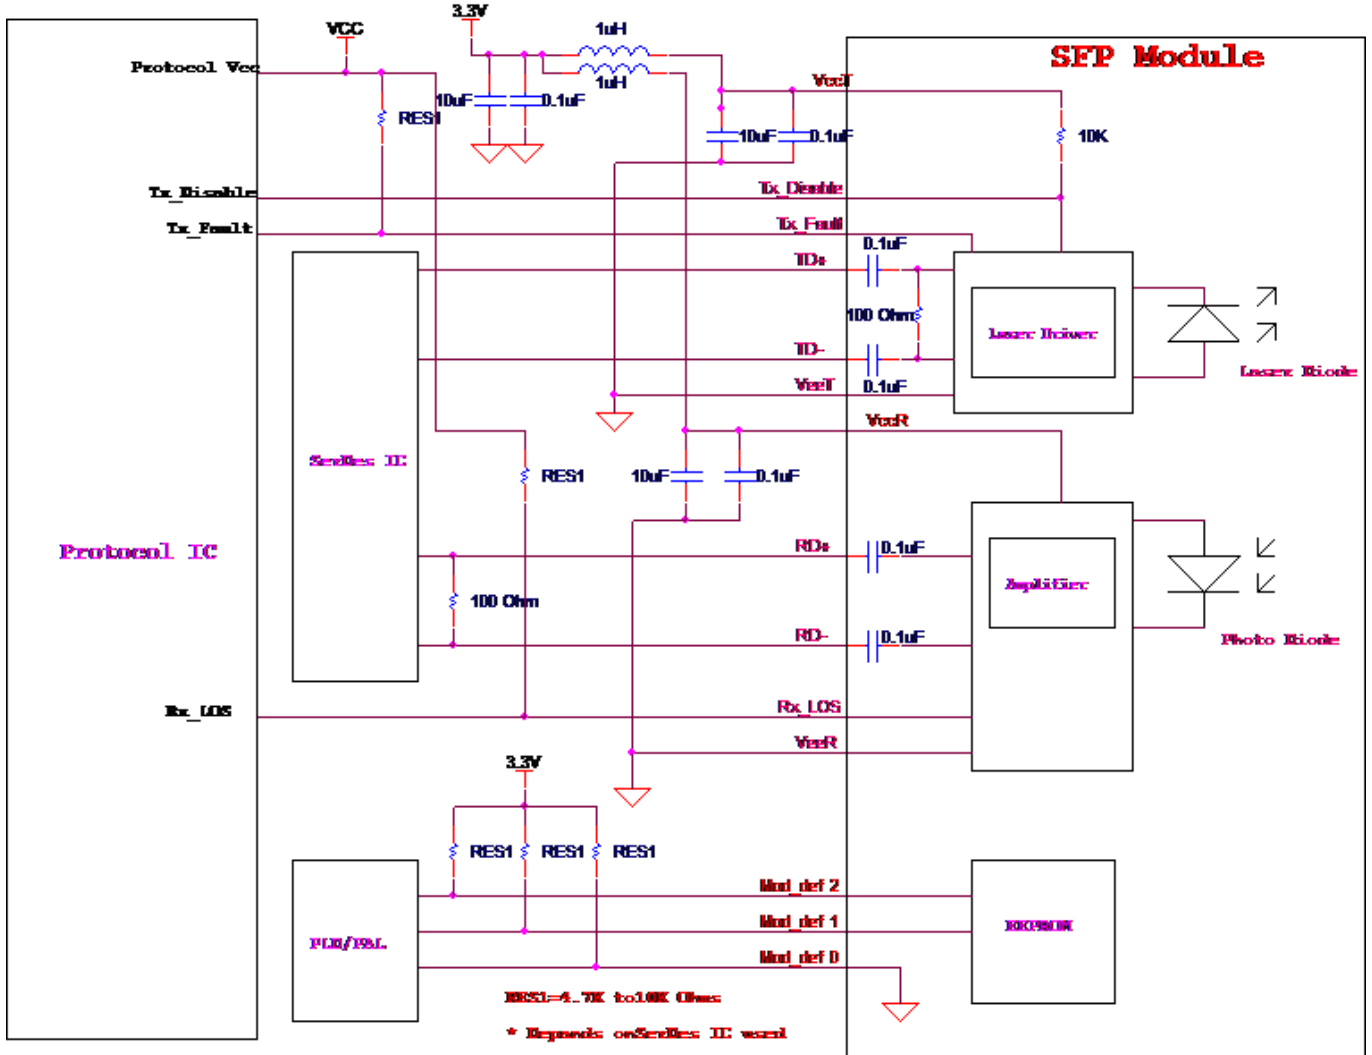 3.3V
VCC
1uH
SFP Module
Protocol Vcc
1uH
VccT
10uF
0.1uF
RES1
10uF
0.1uF
10K
Tx_Disable
Tx_Disable
Tx_Fault
Tx_Fault
0.1uF
TD+
100 Ohm
Laser Driver
TD-
Laser Diode
VeeT
0.1uF
VccR
SerDes IC
RES1
10uF
0.1uF
Protocol IC
RD+
0.1uF
Amplifier
100 Ohm
RD-
0.1uF
Photo Diode
Rx_LOS
Rx_LOS
VeeR
3.3V
RES1
RES1
RES1
Mod_def 2
Mod_def 1
EEPROM
PLD/PAL
Mod_def 0
RES1=4.7K to10K Ohms
* Depends onSerDes IC used